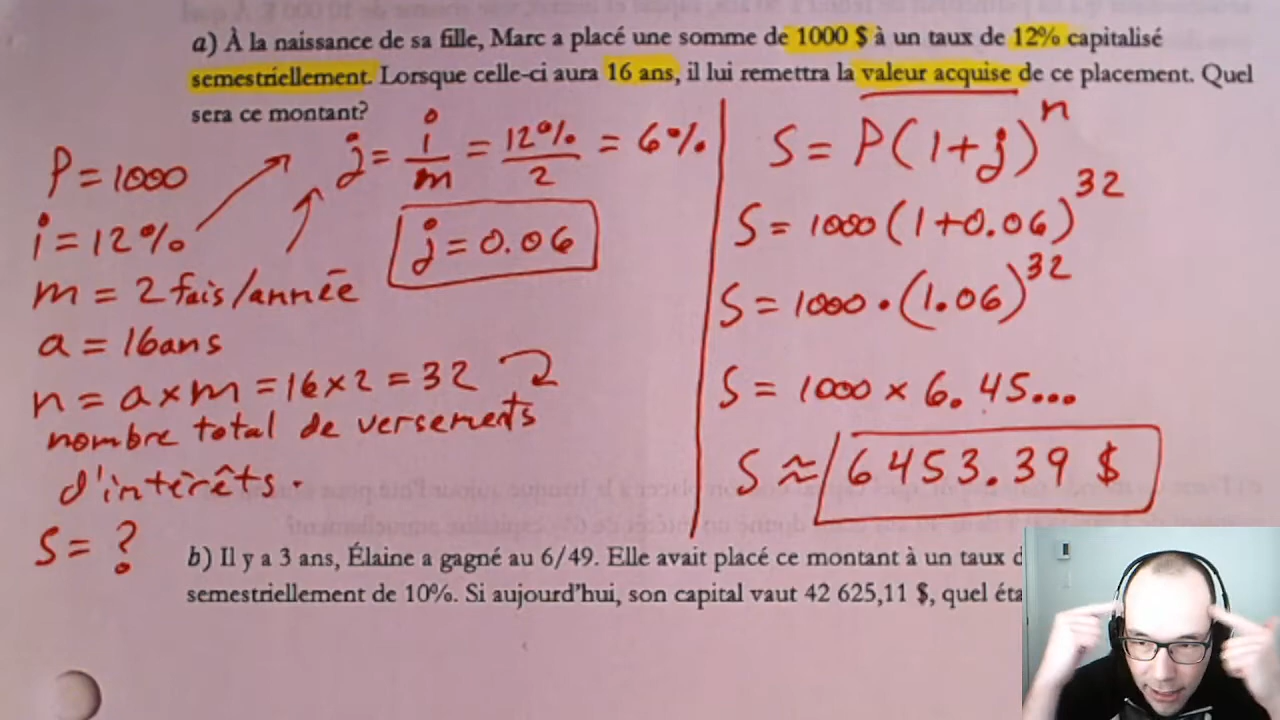 a) À la naissance de sa fille, Marc a placé une somme de 1000 $ à un taux de 12% capitalisé
semestriellement. Lorsque celle-ci aura 16 ans, il lui remettra la valeur acquise de ce placement. Quel
sera ce montant?
P = 1000
i = 12%
m = 2 fois/année
a = 16ans
n = a x m = 16 x 2 = 32
nombre total de versements
d'intérêts.
S = ?
j = i/m = 12%/2 = 6%
j = 0.06
S = P(1+j)^n
S = 1000(1+0.06)^32
S = 1000 • (1.06)^32
S = 1000 x 6.45...
S ≈ 6453.39 $
b) Il y a 3 ans, Élaine a gagné au 6/49. Elle avait placé ce montant à un taux
semestriellement de 10%. Si aujourd'hui, son capital vaut 42 625,11 $, quel